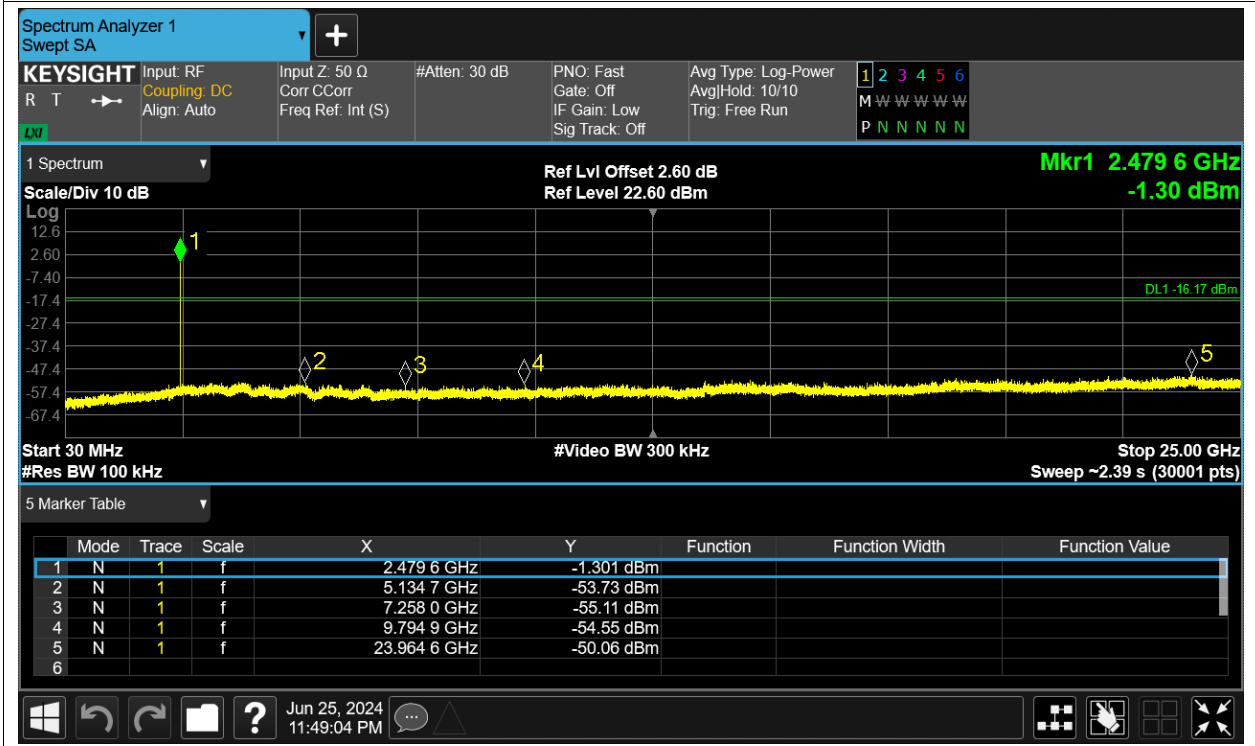 Spectrum Analyzer 1
Swept SA
+
KEYSIGHT
R T
LXI
Input: RF
Coupling: DC
Align: Auto
Input Z: 50 Ω
Corr CCorr
Freq Ref: Int (S)
#Atten: 30 dB
PNO: Fast
Gate: Off
IF Gain: Low
Sig Track: Off
Avg Type: Log-Power
Avg|Hold: 10/10
Trig: Free Run
1 2 3 4 5 6
M W W W W W
P N N N N N
1 Spectrum
Scale/Div 10 dB
Ref Lvl Offset 2.60 dB
Ref Level 22.60 dBm
Mkr1 2.479 6 GHz
-1.30 dBm
Log
12.6
2.60
-7.40
-17.4
-27.4
-37.4
-47.4
-57.4
-67.4
1
2
3
4
5
DL1 -16.17 dBm
Start 30 MHz
#Video BW 300 kHz
Stop 25.00 GHz
#Res BW 100 kHz
Sweep ~2.39 s (30001 pts)
5 Marker Table
Mode Trace Scale X Y Function Function Width Function Value
1 N 1 f 2.479 6 GHz -1.301 dBm
2 N 1 f 5.134 7 GHz -53.73 dBm
3 N 1 f 7.258 0 GHz -55.11 dBm
4 N 1 f 9.794 9 GHz -54.55 dBm
5 N 1 f 23.964 6 GHz -50.06 dBm
6
?
Jun 25, 2024
11:49:04 PM